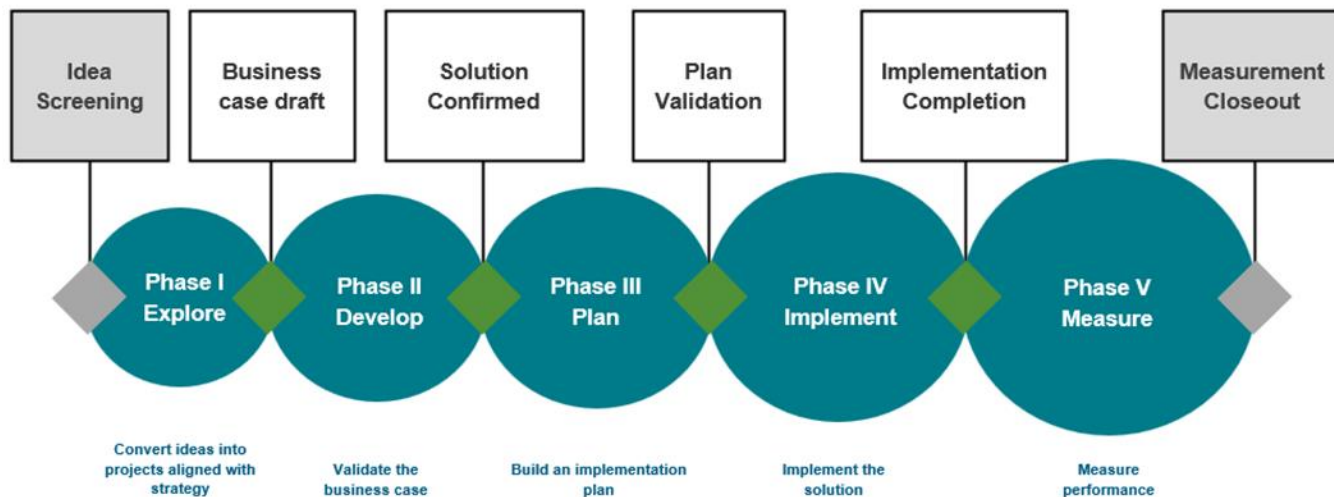 Idea
Screening
Business
case draft
Solution
Confirmed
Plan
Validation
Implementation
Completion
Measurement
Closeout
Phase I
Explore
Phase II
Develop
Phase III
Plan
Phase IV
Implement
Phase V
Measure
Convert ideas into
projects aligned with
strategy
Validate the
business case
Build an implementation
plan
Implement the
solution
Measure
performance